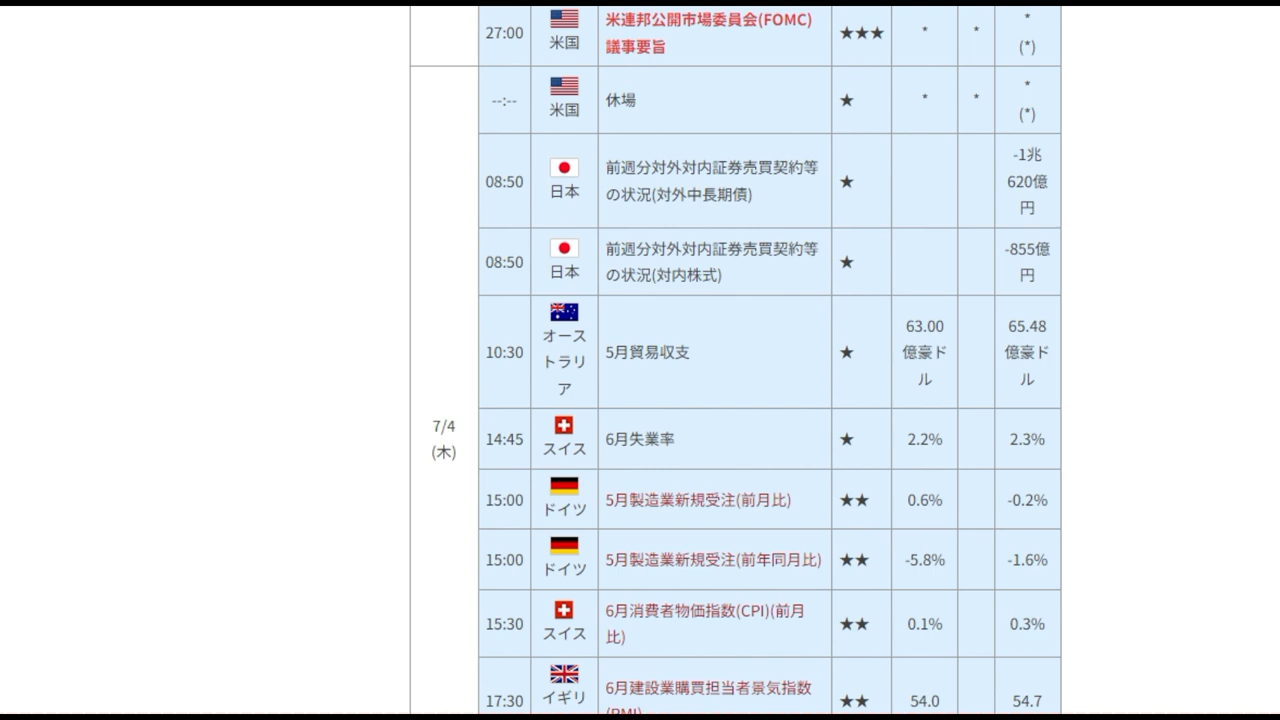 27:00 米国 米連邦公開市場委員会(FOMC) ★★★ * * *
議事要旨 (*)
--:-- 米国 休場 ★ * * *
(*)
08:50 日本 前週分対外対内証券売買契約等 ★ -1兆
の状況(対外中長期債) 620億
円
08:50 日本 前週分対外対内証券売買契約等 ★ -855億
の状況(対内株式) 円
10:30 オース 5月貿易収支 ★ 63.00 65.48
トラリ 億豪ド 億豪ド
ア ル ル
7/4
(木)
14:45 スイス 6月失業率 ★ 2.2% 2.3%
15:00 ドイツ 5月製造業新規受注(前月比) ★★ 0.6% -0.2%
15:00 ドイツ 5月製造業新規受注(前年同月比) ★★ -5.8% -1.6%
15:30 スイス 6月消費者物価指数(CPI)(前月 ★★ 0.1% 0.3%
比)
17:30 イギリ 6月建設業購買担当者景気指数 ★★ 54.0 54.7